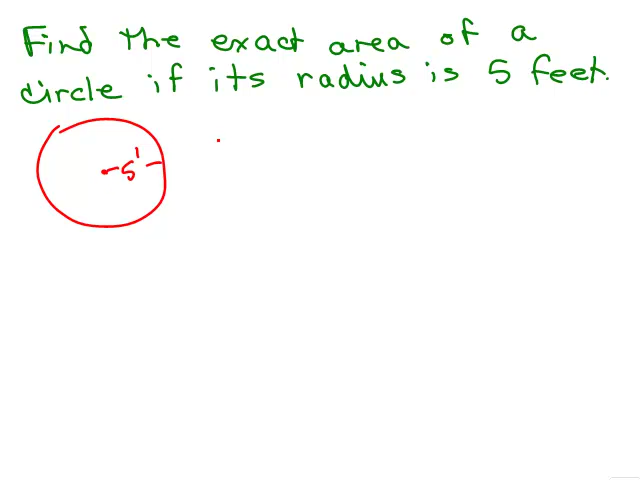 Find the exact area of a
circle if its radius is 5 feet.
5'